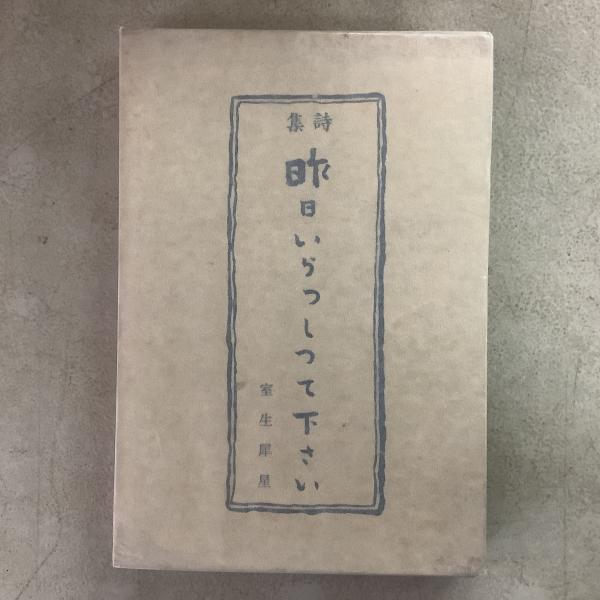 詩集
昨日いらつしつて下さい
室生犀星